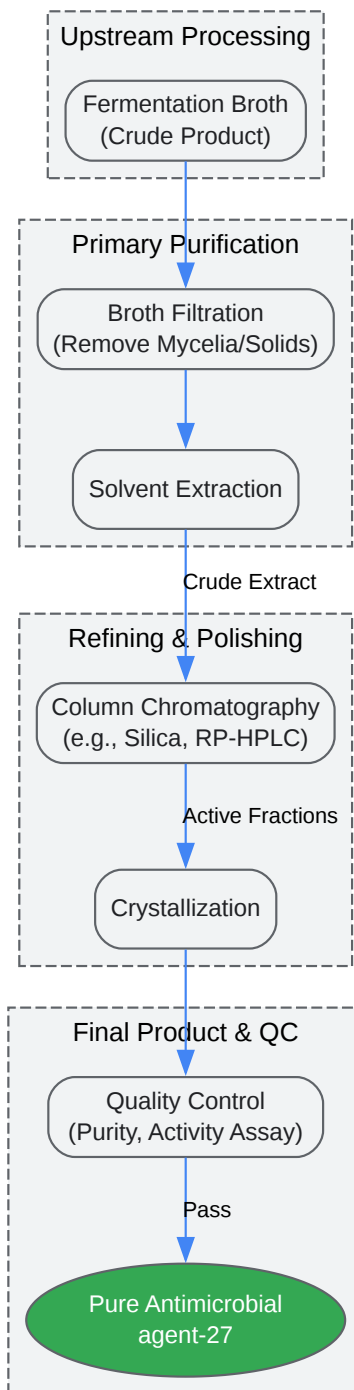 Upstream Processing
Fermentation Broth
(Crude Product)
Primary Purification
Broth Filtration
(Remove Mycelia/Solids)
Solvent Extraction
Crude Extract
Refining & Polishing
Column Chromatography
(e.g., Silica, RP-HPLC)
Active Fractions
Crystallization
Final Product & QC
Quality Control
(Purity, Activity Assay)
Pass
Pure Antimicrobial
agent-27